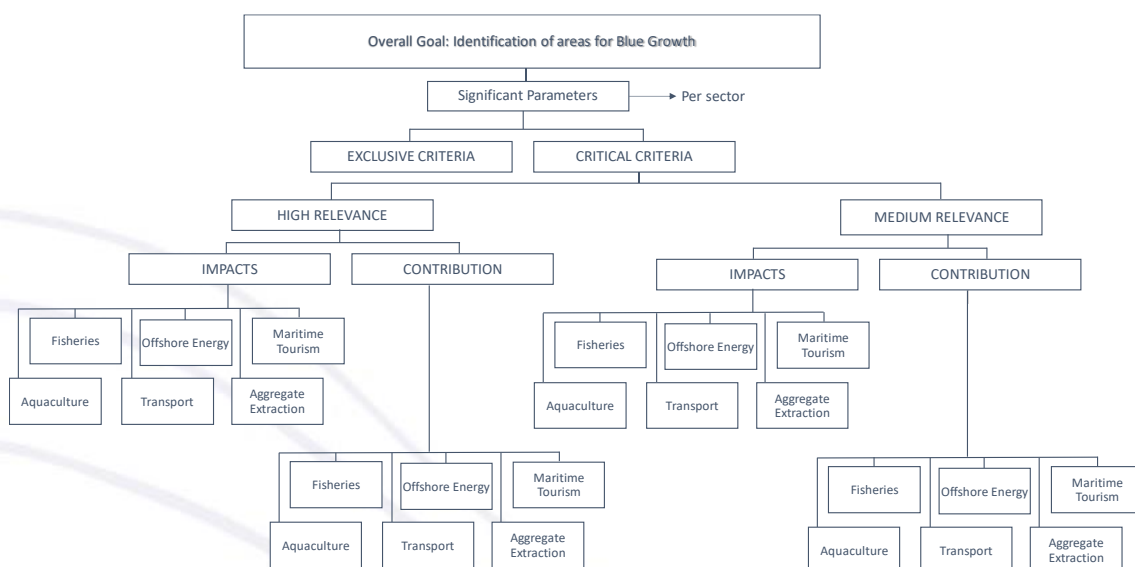 Overall Goal: Identification of areas for Blue Growth
Significant Parameters
Per sector
EXCLUSIVE CRITERIA
CRITICAL CRITERIA
HIGH RELEVANCE
MEDIUM RELEVANCE
IMPACTS
CONTRIBUTION
IMPACTS
CONTRIBUTION
Fisheries
Offshore Energy
Maritime
Tourism
Aquaculture
Transport
Aggregate
Extraction
Fisheries
Offshore Energy
Maritime
Tourism
Aquaculture
Transport
Aggregate
Extraction
Fisheries
Offshore Energy
Maritime
Tourism
Aquaculture
Transport
Aggregate
Extraction
Fisheries
Offshore Energy
Maritime
Tourism
Aquaculture
Transport
Aggregate
Extraction